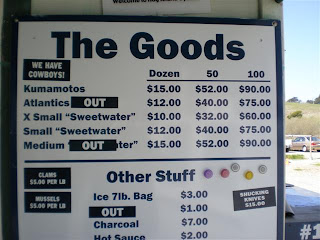 The Goods
WE HAVE
COWBOYS!
Dozen 50 100
Kumamotos $15.00 $52.00 $90.00
Atlantics OUT $12.00 $40.00 $75.00
X Small "Sweetwater" $10.00 $32.00 $60.00
Small "Sweetwater" $12.00 $40.00 $75.00
Medium OUT ter" $15.00 $52.00 $90.00
Other Stuff
CLAMS
$5.00 PER LB
MUSSELS
$5.00 PER LB
Ice 7lb. Bag $3.00
OUT $1.00
Charcoal $7.00
Hot Sauce $2.00
SHUCKING
KNIVES
$15.00
#1